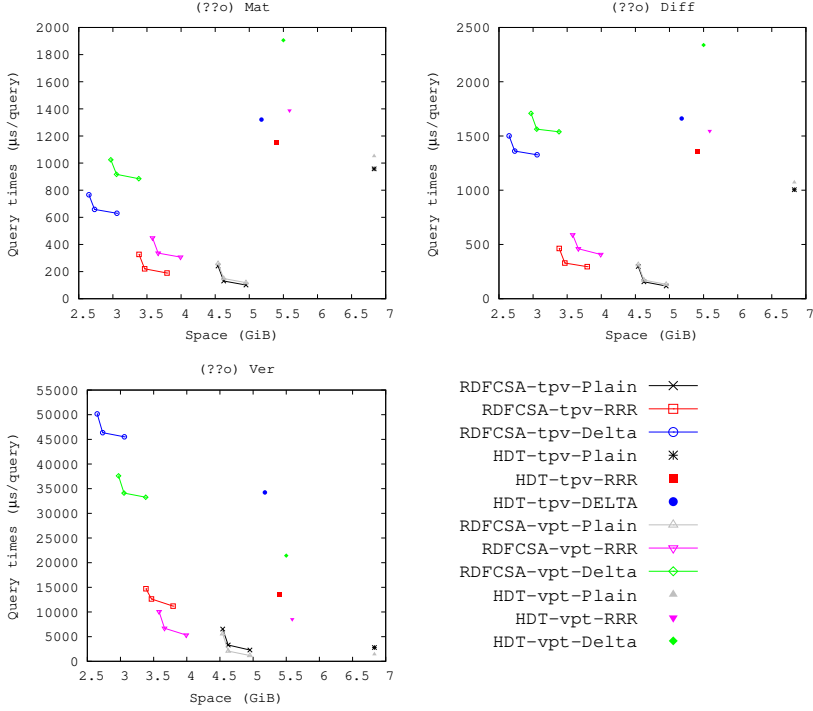 (??o) Mat
2000
1800
1600
1400
1200
1000
800
600
400
200
0
Query times (µs/query)
2.5 3 3.5 4 4.5 5 5.5 6 6.5 7
Space (GiB)
(??o) Diff
2500
2000
1500
1000
500
0
Query times (µs/query)
2.5 3 3.5 4 4.5 5 5.5 6 6.5 7
Space (GiB)
(??o) Ver
55000
50000
45000
40000
35000
30000
25000
20000
15000
10000
5000
0
Query times (µs/query)
2.5 3 3.5 4 4.5 5 5.5 6 6.5 7
Space (GiB)
RDFCSA-tpv-Plain
RDFCSA-tpv-RRR
RDFCSA-tpv-Delta
HDT-tpv-Plain
HDT-tpv-RRR
HDT-tpv-DELTA
RDFCSA-vpt-Plain
RDFCSA-vpt-RRR
RDFCSA-vpt-Delta
HDT-vpt-Plain
HDT-vpt-RRR
HDT-vpt-Delta